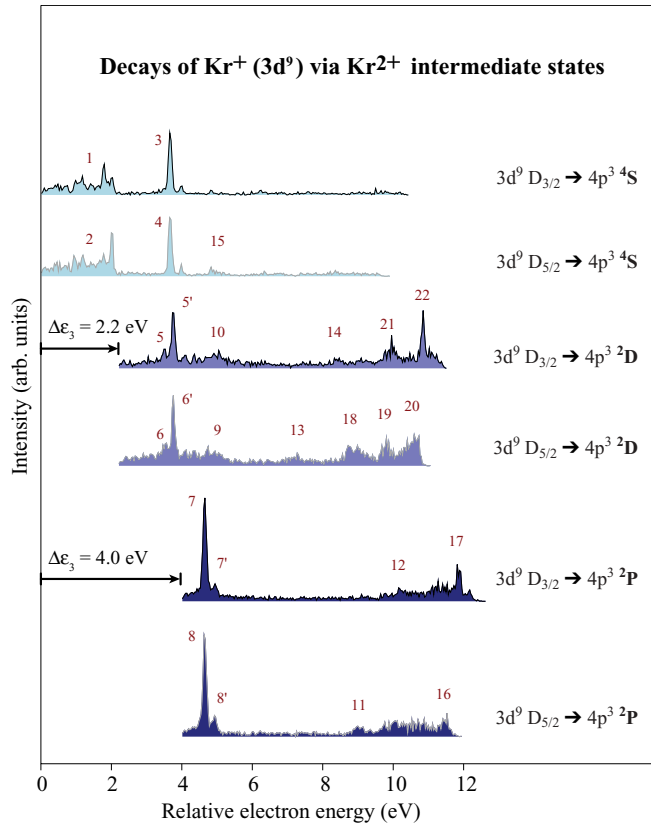 Decays of Kr⁺ (3d⁹) via Kr²⁺ intermediate states
1
3
3d⁹ D3/2 ➔ 4p³ ⁴S
2
4
15
3d⁹ D5/2 ➔ 4p³ ⁴S
Δε₃ = 2.2 eV
5
5'
10
14
21
22
3d⁹ D3/2 ➔ 4p³ ²D
6
6'
9
13
18
19
20
3d⁹ D5/2 ➔ 4p³ ²D
Δε₃ = 4.0 eV
7
7'
12
17
3d⁹ D3/2 ➔ 4p³ ²P
8
8'
11
16
3d⁹ D5/2 ➔ 4p³ ²P
Intensity (arb. units)
0 2 4 6 8 10 12
Relative electron energy (eV)